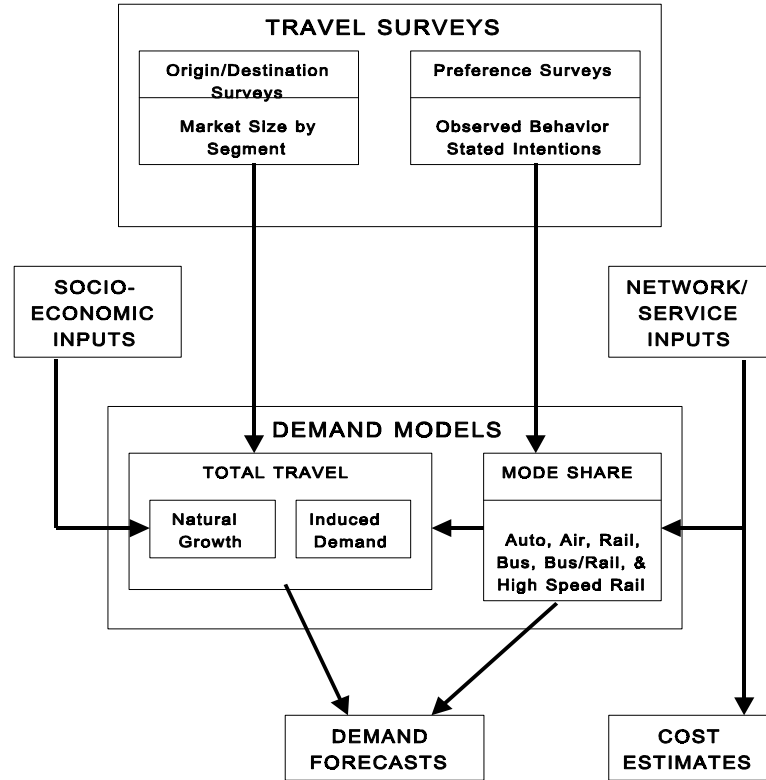 TRAVEL SURVEYS
Origin/Destination
Surveys
Market Size by
Segment
Preference Surveys
Observed Behavior
Stated Intentions
SOCIO-
ECONOMIC
INPUTS
NETWORK/
SERVICE
INPUTS
DEMAND MODELS
TOTAL TRAVEL
Natural
Growth
Induced
Demand
MODE SHARE
Auto, Air, Rail,
Bus, Bus/Rail, &
High Speed Rail
DEMAND
FORECASTS
COST
ESTIMATES